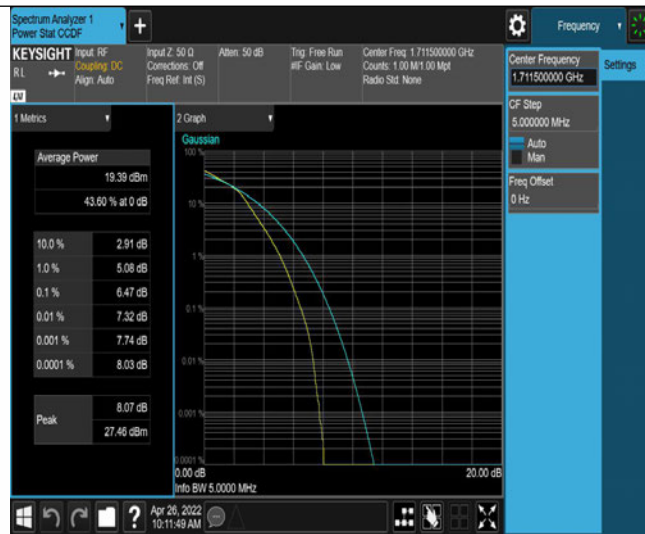 Spectrum Analyzer 1
Power Stat CCDF
Frequency
KEYSIGHT
RL
Input: RF
Coupling: DC
Align: Auto
Input Z: 50 Ω
Corrections: Off
Freq Ref: Int (S)
Atten: 50 dB
Trig: Free Run
#IF Gain: Low
Center Freq: 1.711500000 GHz
Counts: 1.00 M/1.00 Mpt
Radio Std: None
Center Frequency
1.711500000 GHz
Settings
CF Step
5.000000 MHz
Auto
Man
Freq Offset
0 Hz
1 Metrics
Average Power
19.39 dBm
43.60 % at 0 dB
10.0 % 2.91 dB
1.0 % 5.08 dB
0.1 % 6.47 dB
0.01 % 7.32 dB
0.001 % 7.74 dB
0.0001 % 8.03 dB
Peak
8.07 dB
27.46 dBm
2 Graph
Gaussian
100 %
10 %
1 %
0.1 %
0.01 %
0.001 %
0.0001 %
0.00 dB
20.00 dB
Info BW 5.0000 MHz
?
Apr 26, 2022
10:11:49 AM